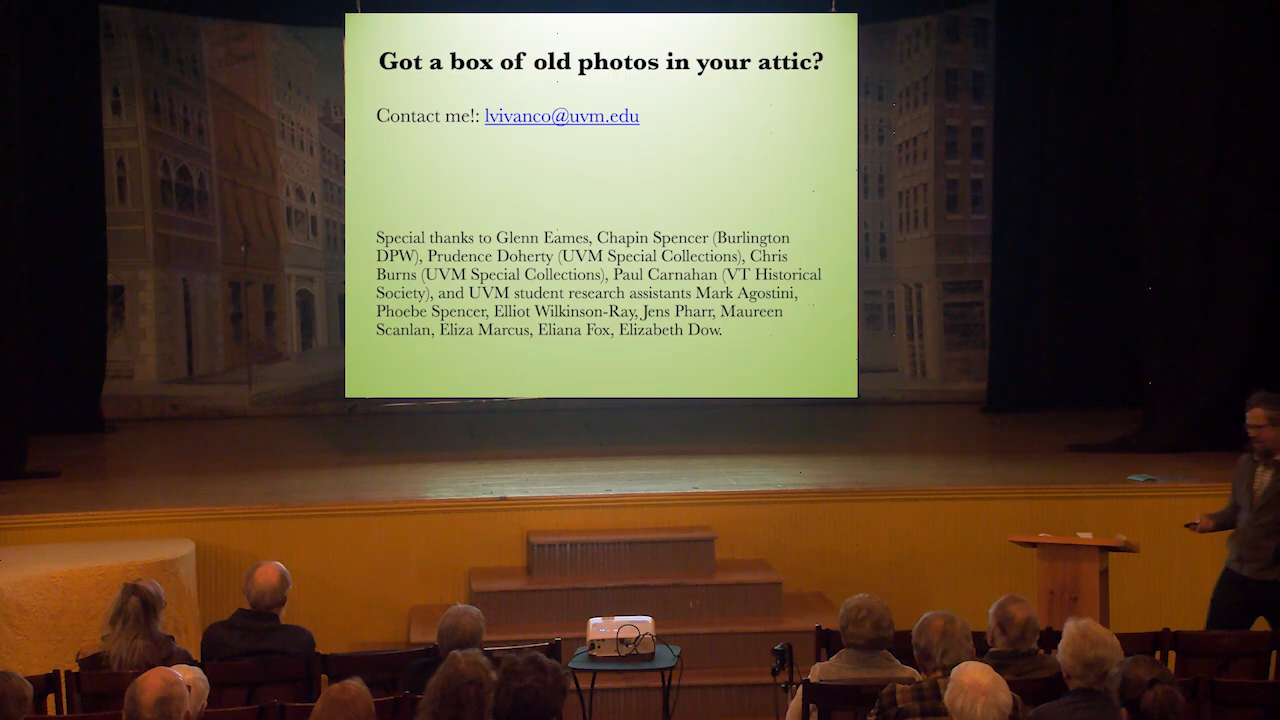 Got a box of old photos in your attic?
Contact me!: lvivanco@uvm.edu
Special thanks to Glenn Eames, Chapin Spencer (Burlington
DPW), Prudence Doherty (UVM Special Collections), Chris
Burns (UVM Special Collections), Paul Carnahan (VT Historical
Society), and UVM student research assistants Mark Agostini,
Phoebe Spencer, Elliot Wilkinson-Ray, Jens Pharr, Maureen
Scanlan, Eliza Marcus, Eliana Fox, Elizabeth Dow.